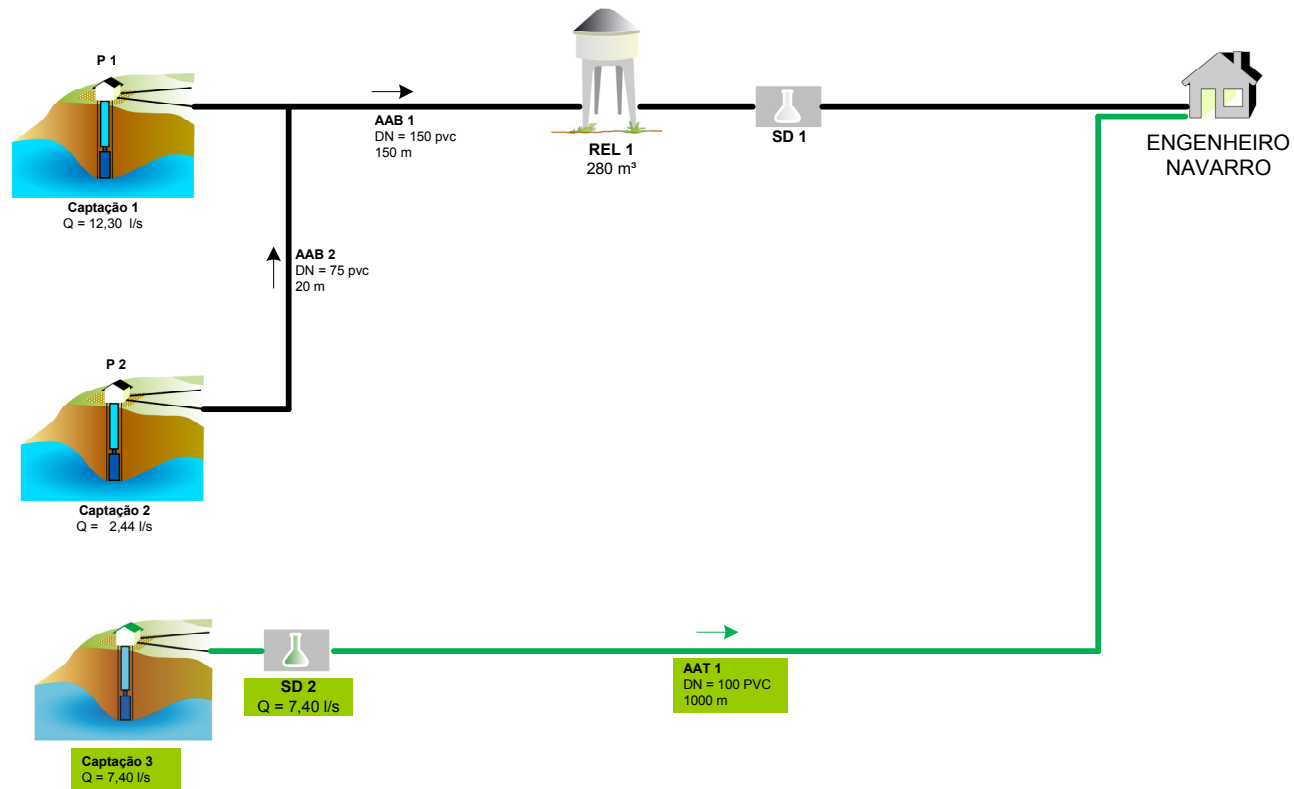 P 1
Captação 1
Q = 12,30 l/s
AAB 1
DN = 150 pvc
150 m
REL 1
280 m³
SD 1
ENGENHEIRO
NAVARRO
AAB 2
DN = 75 pvc
20 m
P 2
Captação 2
Q = 2,44 l/s
SD 2
Q = 7,40 l/s
AAT 1
DN = 100 PVC
1000 m
Captação 3
Q = 7,40 l/s